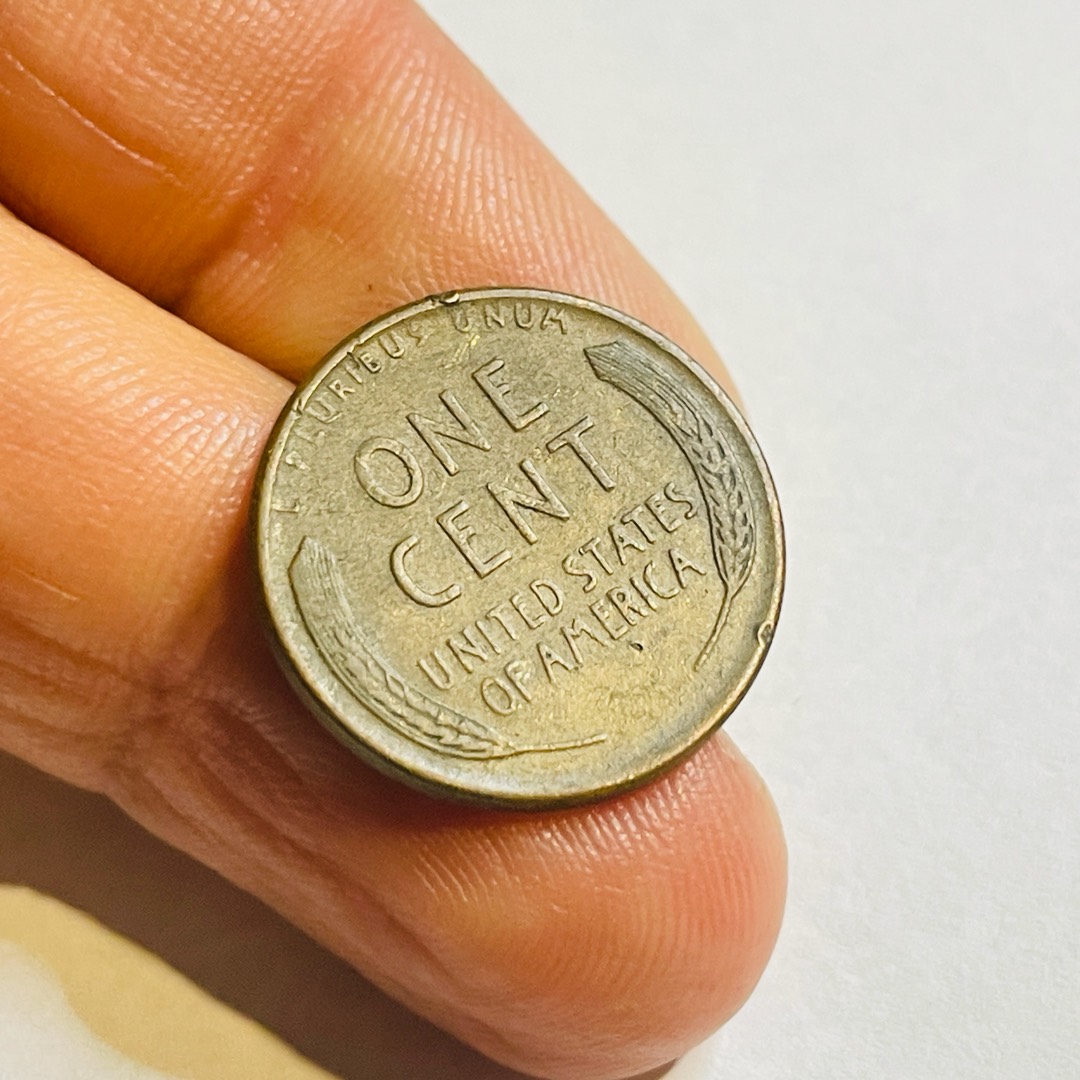 E PLURIBUS UNUM
ONE
CENT
UNITED STATES
OF AMERICA